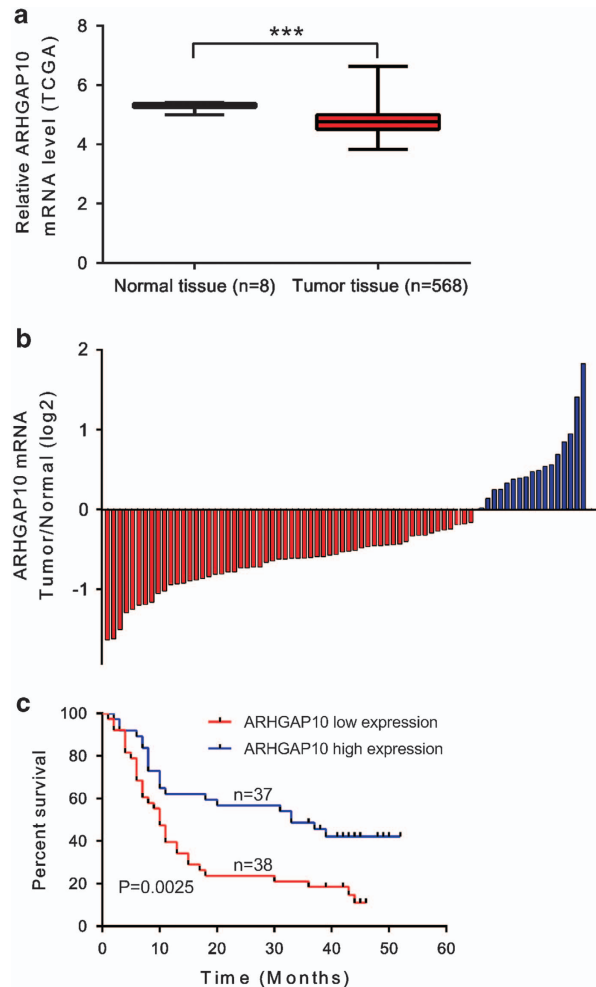 a
Relative ARHGAP10
mRNA level (TCGA)
8
6
4
2
0
***
Normal tissue (n=8)
Tumor tissue (n=568)
b
ARHGAP10 mRNA
Tumor/Normal (log2)
2
1
0
-1
c
Percent survival
100
80
60
40
20
0
ARHGAP10 low expression
ARHGAP10 high expression
n=37
n=38
P=0.0025
0
10
20
30
40
50
60
Time (Months)